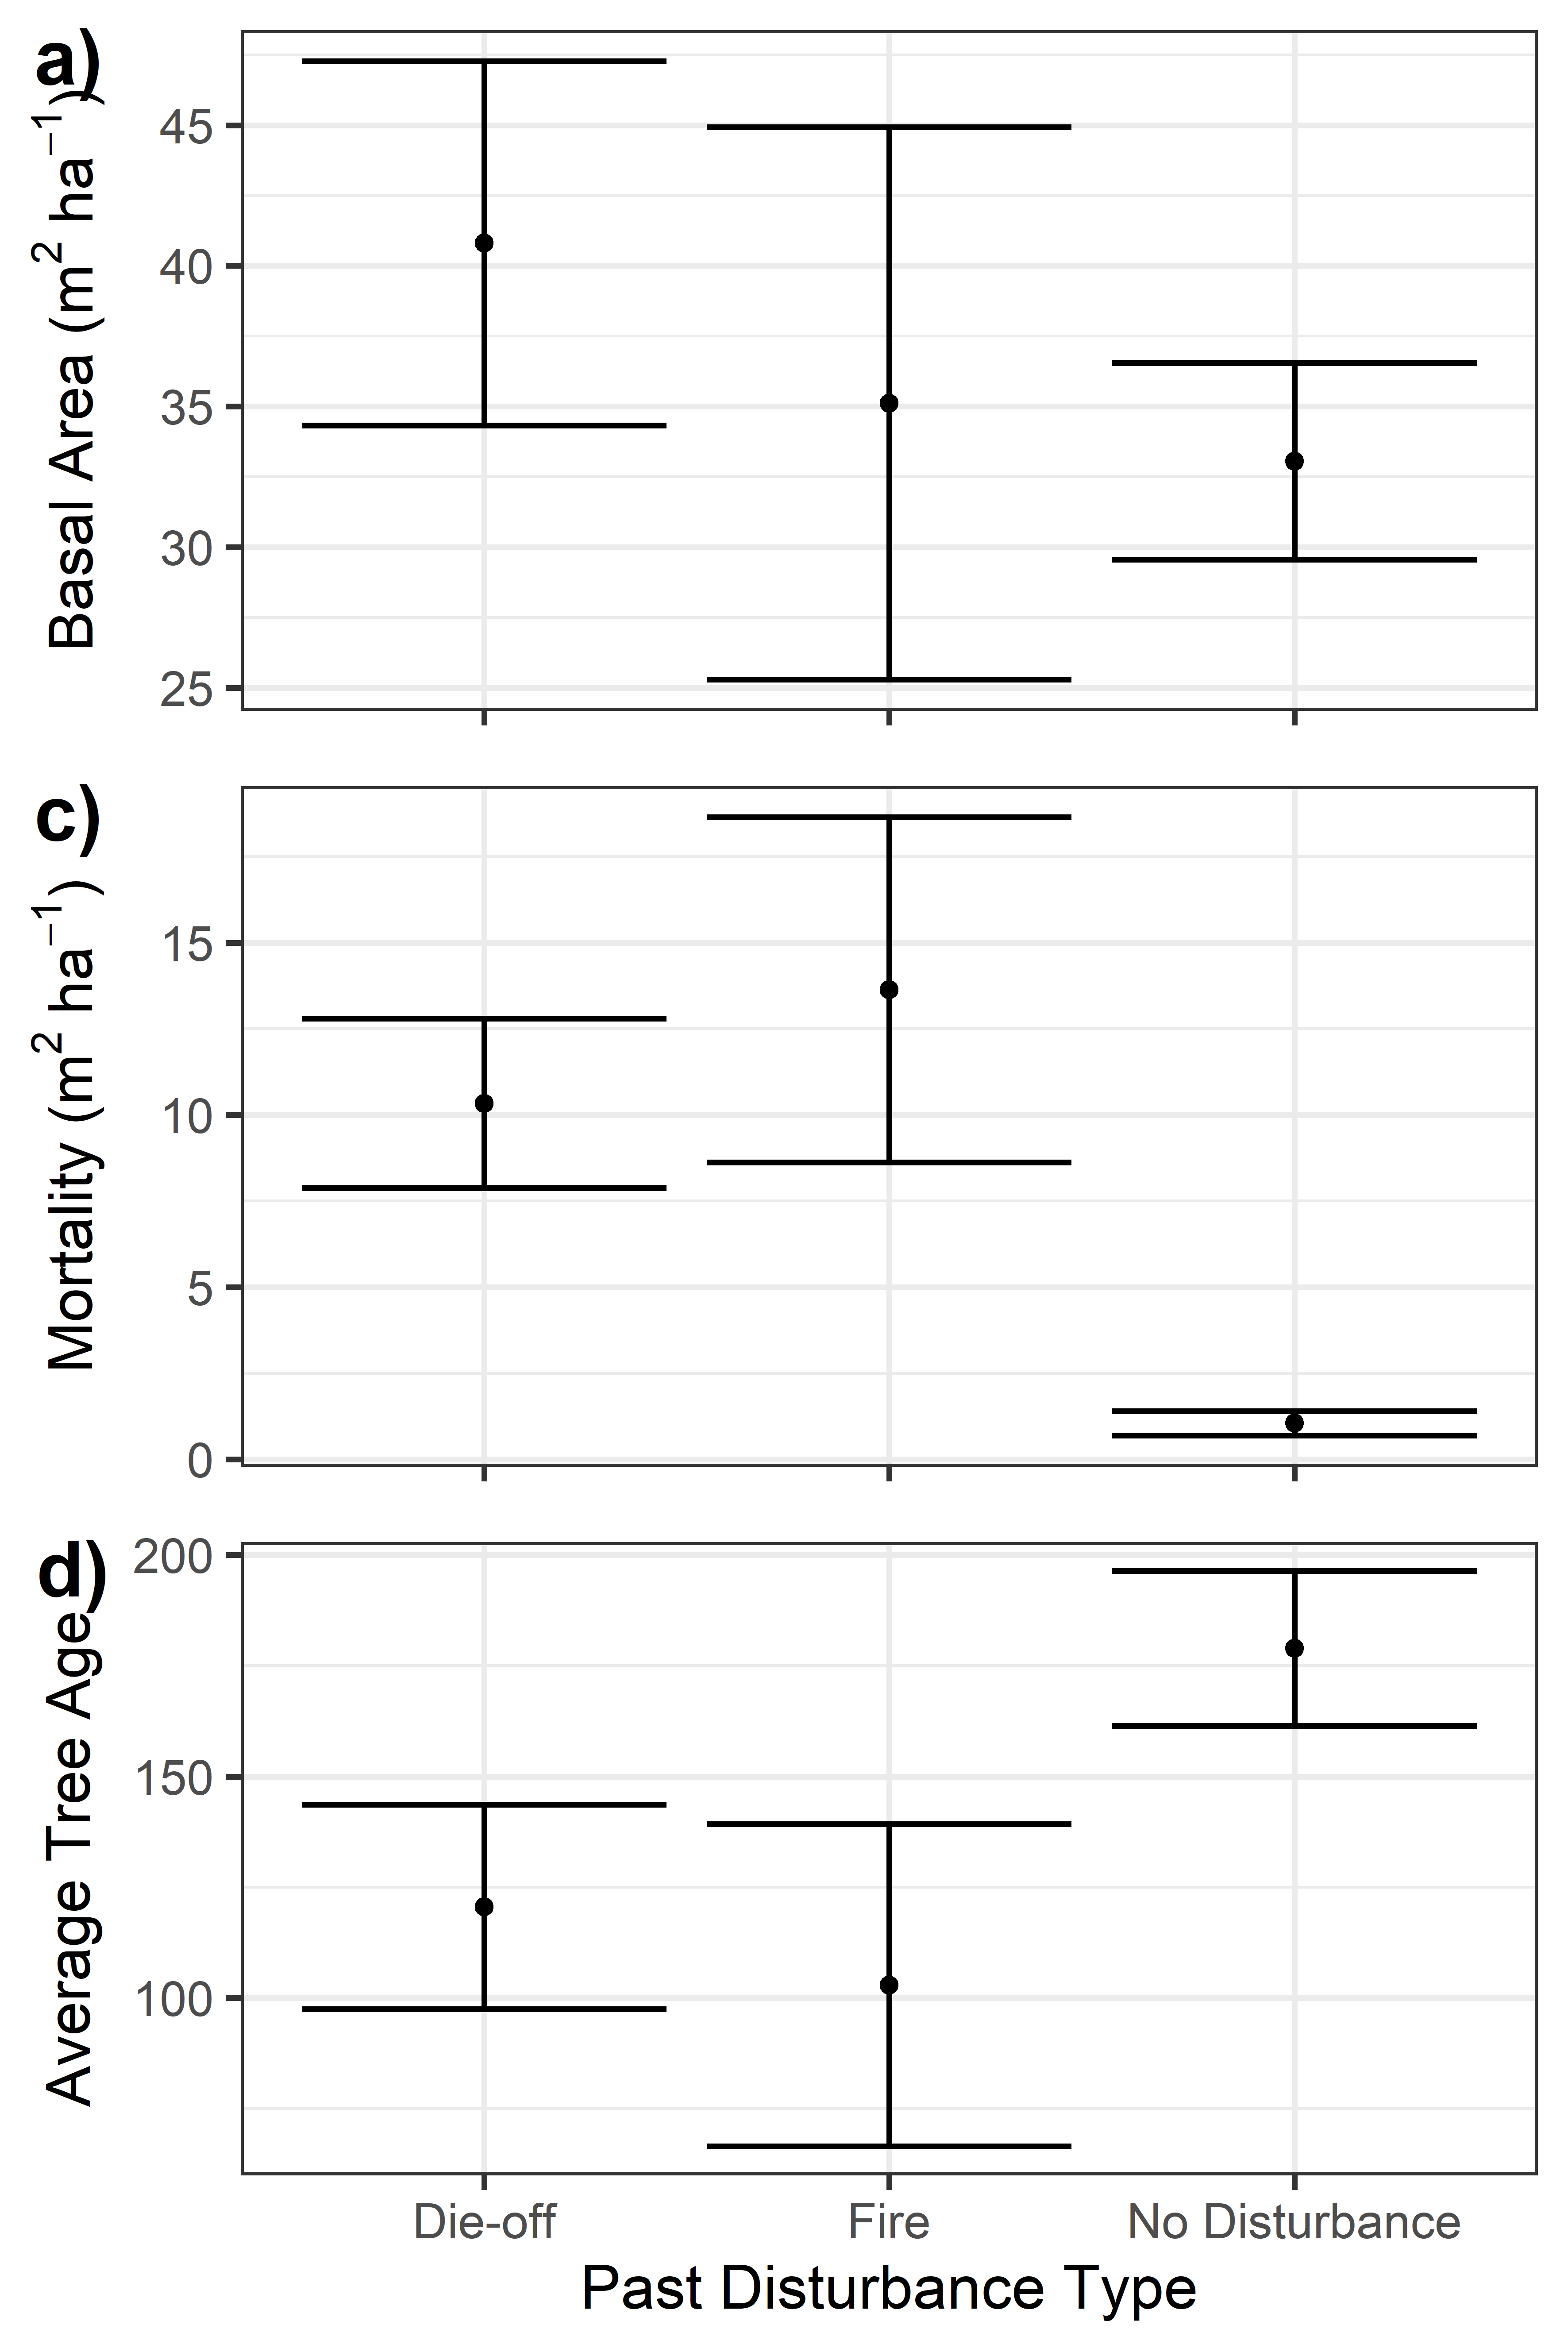 a)
Basal Area (m² ha⁻¹)
45
40
35
30
25
c)
Mortality (m² ha⁻¹)
15
10
5
0
d)
Average Tree Age
200
150
100
Die-off Fire No Disturbance
Past Disturbance Type